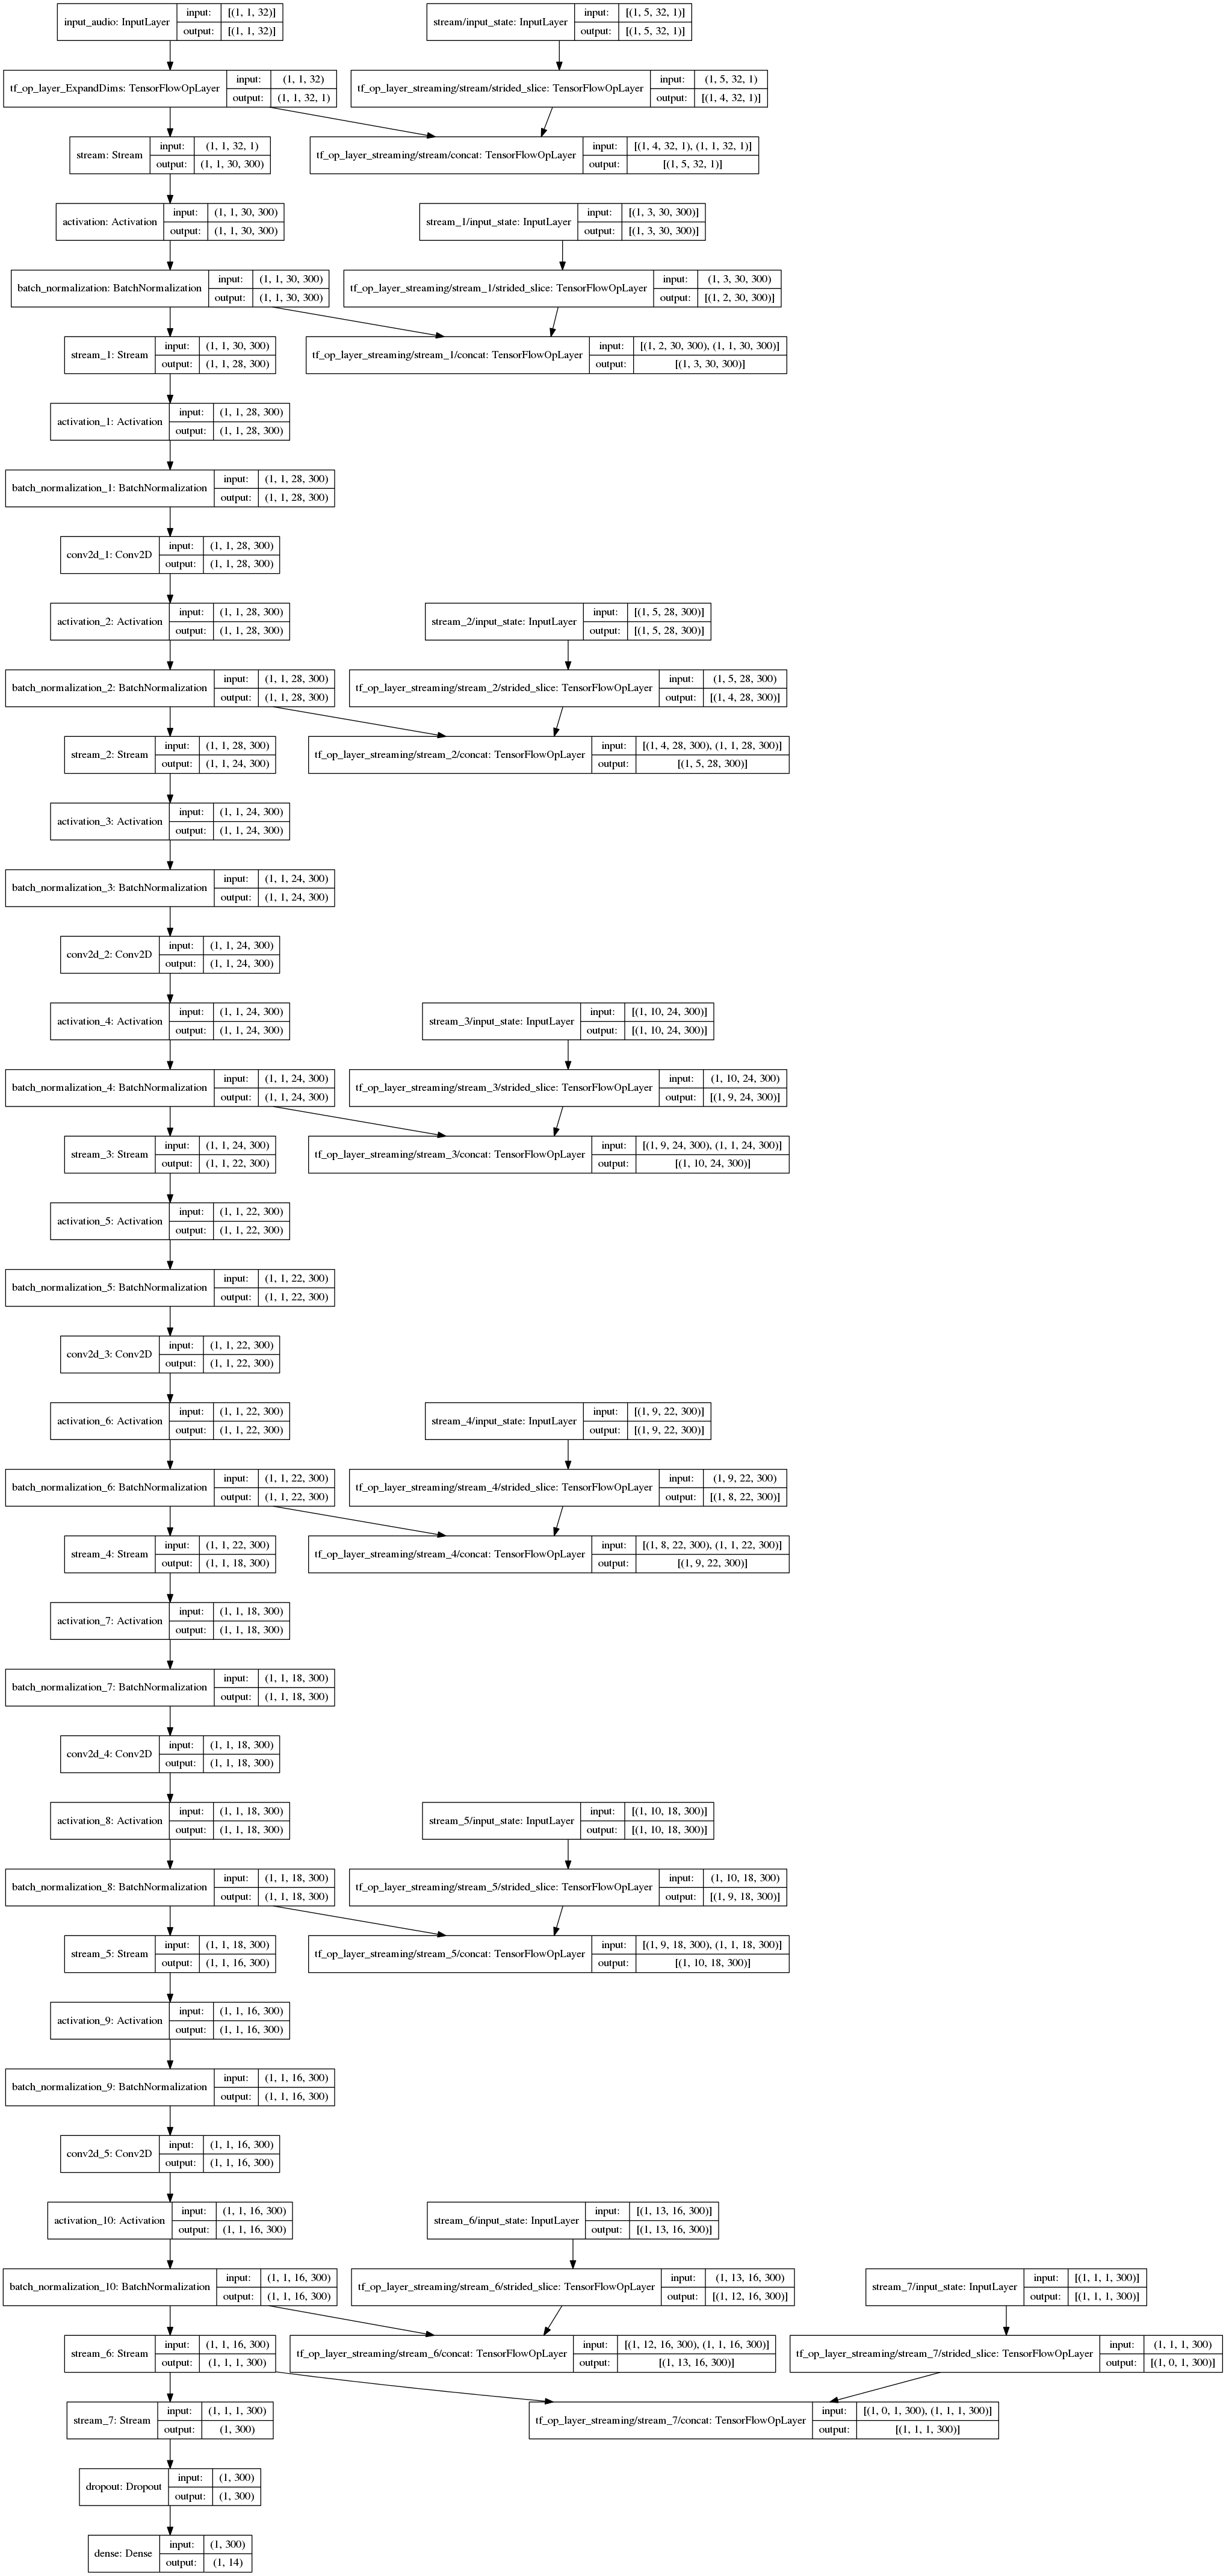 input_audio: InputLayer
input: [(1, 1, 32)]
output: [(1, 1, 32)]
stream/input_state: InputLayer
input: [(1, 5, 32, 1)]
output: [(1, 5, 32, 1)]
tf_op_layer_ExpandDims: TensorFlowOpLayer
input: (1, 1, 32)
output: (1, 1, 32, 1)
tf_op_layer_streaming/stream/strided_slice: TensorFlowOpLayer
input: (1, 5, 32, 1)
output: [(1, 4, 32, 1)]
stream: Stream
input: (1, 1, 32, 1)
output: (1, 1, 30, 300)
tf_op_layer_streaming/stream/concat: TensorFlowOpLayer
input: [(1, 4, 32, 1), (1, 1, 32, 1)]
output: [(1, 5, 32, 1)]
activation: Activation
input: (1, 1, 30, 300)
output: (1, 1, 30, 300)
stream_1/input_state: InputLayer
input: [(1, 3, 30, 300)]
output: [(1, 3, 30, 300)]
batch_normalization: BatchNormalization
input: (1, 1, 30, 300)
output: (1, 1, 30, 300)
tf_op_layer_streaming/stream_1/strided_slice: TensorFlowOpLayer
input: (1, 3, 30, 300)
output: [(1, 2, 30, 300)]
stream_1: Stream
input: (1, 1, 30, 300)
output: (1, 1, 28, 300)
tf_op_layer_streaming/stream_1/concat: TensorFlowOpLayer
input: [(1, 2, 30, 300), (1, 1, 30, 300)]
output: [(1, 3, 30, 300)]
activation_1: Activation
input: (1, 1, 28, 300)
output: (1, 1, 28, 300)
batch_normalization_1: BatchNormalization
input: (1, 1, 28, 300)
output: (1, 1, 28, 300)
conv2d_1: Conv2D
input: (1, 1, 28, 300)
output: (1, 1, 28, 300)
activation_2: Activation
input: (1, 1, 28, 300)
output: (1, 1, 28, 300)
stream_2/input_state: InputLayer
input: [(1, 5, 28, 300)]
output: [(1, 5, 28, 300)]
batch_normalization_2: BatchNormalization
input: (1, 1, 28, 300)
output: (1, 1, 28, 300)
tf_op_layer_streaming/stream_2/strided_slice: TensorFlowOpLayer
input: (1, 5, 28, 300)
output: [(1, 4, 28, 300)]
stream_2: Stream
input: (1, 1, 28, 300)
output: (1, 1, 24, 300)
tf_op_layer_streaming/stream_2/concat: TensorFlowOpLayer
input: [(1, 4, 28, 300), (1, 1, 28, 300)]
output: [(1, 5, 28, 300)]
activation_3: Activation
input: (1, 1, 24, 300)
output: (1, 1, 24, 300)
batch_normalization_3: BatchNormalization
input: (1, 1, 24, 300)
output: (1, 1, 24, 300)
conv2d_2: Conv2D
input: (1, 1, 24, 300)
output: (1, 1, 24, 300)
activation_4: Activation
input: (1, 1, 24, 300)
output: (1, 1, 24, 300)
stream_3/input_state: InputLayer
input: [(1, 10, 24, 300)]
output: [(1, 10, 24, 300)]
batch_normalization_4: BatchNormalization
input: (1, 1, 24, 300)
output: (1, 1, 24, 300)
tf_op_layer_streaming/stream_3/strided_slice: TensorFlowOpLayer
input: (1, 10, 24, 300)
output: [(1, 9, 24, 300)]
stream_3: Stream
input: (1, 1, 24, 300)
output: (1, 1, 22, 300)
tf_op_layer_streaming/stream_3/concat: TensorFlowOpLayer
input: [(1, 9, 24, 300), (1, 1, 24, 300)]
output: [(1, 10, 24, 300)]
activation_5: Activation
input: (1, 1, 22, 300)
output: (1, 1, 22, 300)
batch_normalization_5: BatchNormalization
input: (1, 1, 22, 300)
output: (1, 1, 22, 300)
conv2d_3: Conv2D
input: (1, 1, 22, 300)
output: (1, 1, 22, 300)
activation_6: Activation
input: (1, 1, 22, 300)
output: (1, 1, 22, 300)
stream_4/input_state: InputLayer
input: [(1, 9, 22, 300)]
output: [(1, 9, 22, 300)]
batch_normalization_6: BatchNormalization
input: (1, 1, 22, 300)
output: (1, 1, 22, 300)
tf_op_layer_streaming/stream_4/strided_slice: TensorFlowOpLayer
input: (1, 9, 22, 300)
output: [(1, 8, 22, 300)]
stream_4: Stream
input: (1, 1, 22, 300)
output: (1, 1, 18, 300)
tf_op_layer_streaming/stream_4/concat: TensorFlowOpLayer
input: [(1, 8, 22, 300), (1, 1, 22, 300)]
output: [(1, 9, 22, 300)]
activation_7: Activation
input: (1, 1, 18, 300)
output: (1, 1, 18, 300)
batch_normalization_7: BatchNormalization
input: (1, 1, 18, 300)
output: (1, 1, 18, 300)
conv2d_4: Conv2D
input: (1, 1, 18, 300)
output: (1, 1, 18, 300)
activation_8: Activation
input: (1, 1, 18, 300)
output: (1, 1, 18, 300)
stream_5/input_state: InputLayer
input: [(1, 10, 18, 300)]
output: [(1, 10, 18, 300)]
batch_normalization_8: BatchNormalization
input: (1, 1, 18, 300)
output: (1, 1, 18, 300)
tf_op_layer_streaming/stream_5/strided_slice: TensorFlowOpLayer
input: (1, 10, 18, 300)
output: [(1, 9, 18, 300)]
stream_5: Stream
input: (1, 1, 18, 300)
output: (1, 1, 16, 300)
tf_op_layer_streaming/stream_5/concat: TensorFlowOpLayer
input: [(1, 9, 18, 300), (1, 1, 18, 300)]
output: [(1, 10, 18, 300)]
activation_9: Activation
input: (1, 1, 16, 300)
output: (1, 1, 16, 300)
batch_normalization_9: BatchNormalization
input: (1, 1, 16, 300)
output: (1, 1, 16, 300)
conv2d_5: Conv2D
input: (1, 1, 16, 300)
output: (1, 1, 16, 300)
activation_10: Activation
input: (1, 1, 16, 300)
output: (1, 1, 16, 300)
stream_6/input_state: InputLayer
input: [(1, 13, 16, 300)]
output: [(1, 13, 16, 300)]
batch_normalization_10: BatchNormalization
input: (1, 1, 16, 300)
output: (1, 1, 16, 300)
tf_op_layer_streaming/stream_6/strided_slice: TensorFlowOpLayer
input: (1, 13, 16, 300)
output: [(1, 12, 16, 300)]
stream_7/input_state: InputLayer
input: [(1, 1, 1, 300)]
output: [(1, 1, 1, 300)]
stream_6: Stream
input: (1, 1, 16, 300)
output: (1, 1, 1, 300)
tf_op_layer_streaming/stream_6/concat: TensorFlowOpLayer
input: [(1, 12, 16, 300), (1, 1, 16, 300)]
output: [(1, 13, 16, 300)]
tf_op_layer_streaming/stream_7/strided_slice: TensorFlowOpLayer
input: (1, 1, 1, 300)
output: [(1, 0, 1, 300)]
stream_7: Stream
input: (1, 1, 1, 300)
output: (1, 300)
tf_op_layer_streaming/stream_7/concat: TensorFlowOpLayer
input: [(1, 0, 1, 300), (1, 1, 1, 300)]
output: [(1, 1, 1, 300)]
dropout: Dropout
input: (1, 300)
output: (1, 300)
dense: Dense
input: (1, 300)
output: (1, 14)